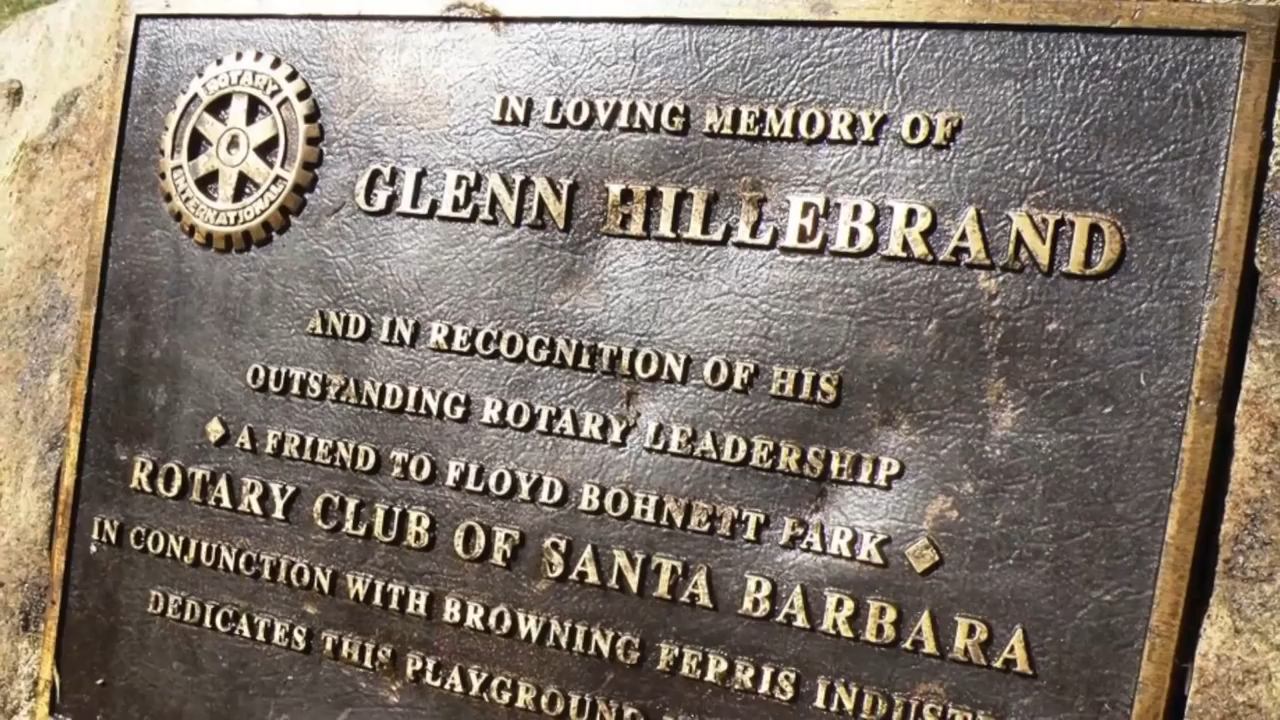 ROTARY
INTERNATIONAL
IN LOVING MEMORY OF
GLENN HILLEBRAND
AND IN RECOGNITION OF HIS
OUTSTANDING ROTARY LEADERSHIP
A FRIEND TO FLOYD BOHNETT PARK
ROTARY CLUB OF SANTA BARBARA
IN CONJUNCTION WITH BROWNING FERRIS INDUST
DEDICATES THIS PLAYGROUND